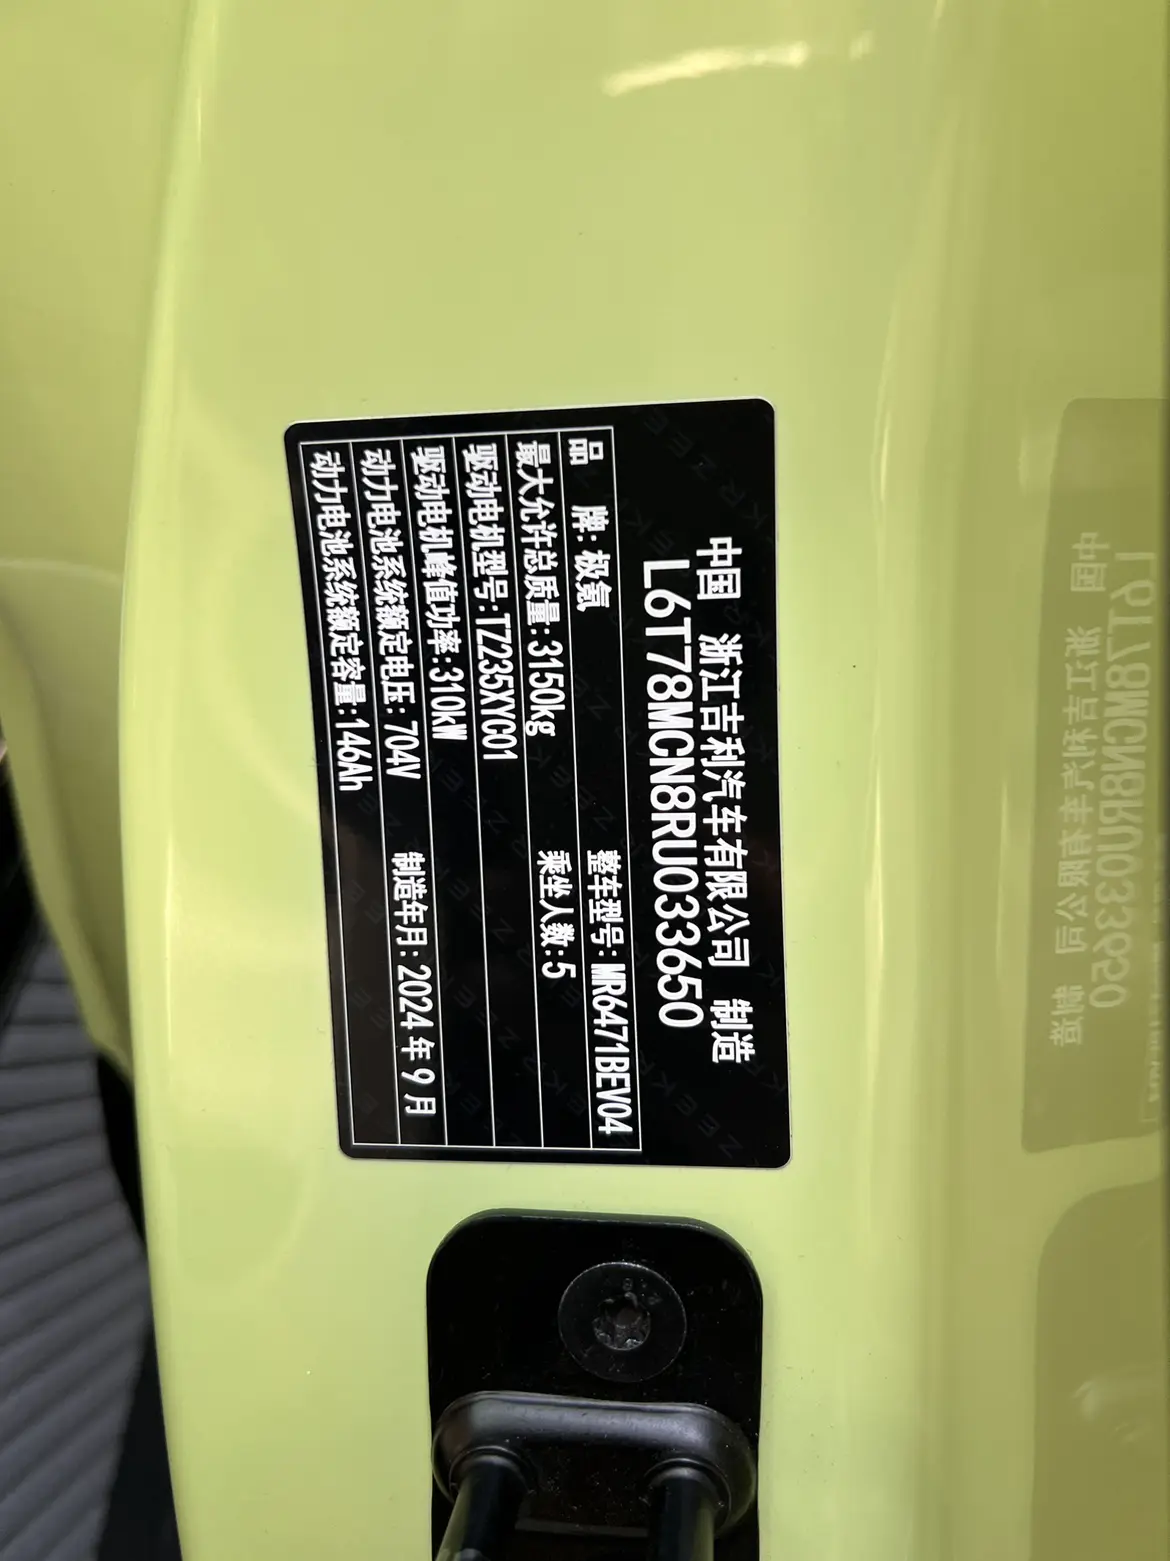 中国 浙江吉利汽车有限公司 制造
L6T78MCN8RU033650
品 牌: 极氪 整车型号: MR6471BEV04
最大允许总质量:3150kg 乘坐人数:5
驱动电机型号:TZ235XYC01
驱动电机峰值功率:310kW
动力电池系统额定电压: 704V 制造年月: 2024 年 9 月
动力电池系统额定容量:146Ah